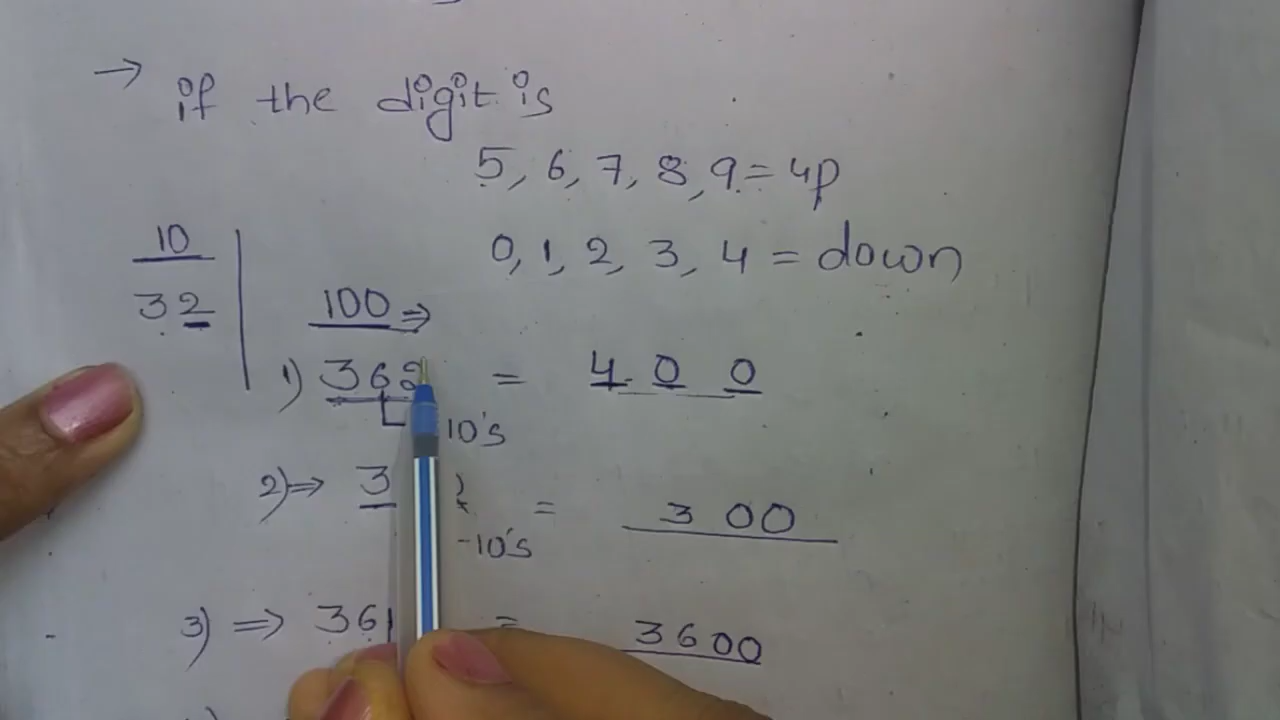 → if the digit is
5, 6, 7, 8, 9 = up
0, 1, 2, 3, 4 = down
10
32
100 ⇒
1) 362 = 400
10's
2) ⇒ 3 = 300
10's
3) ⇒ 361 = 3600